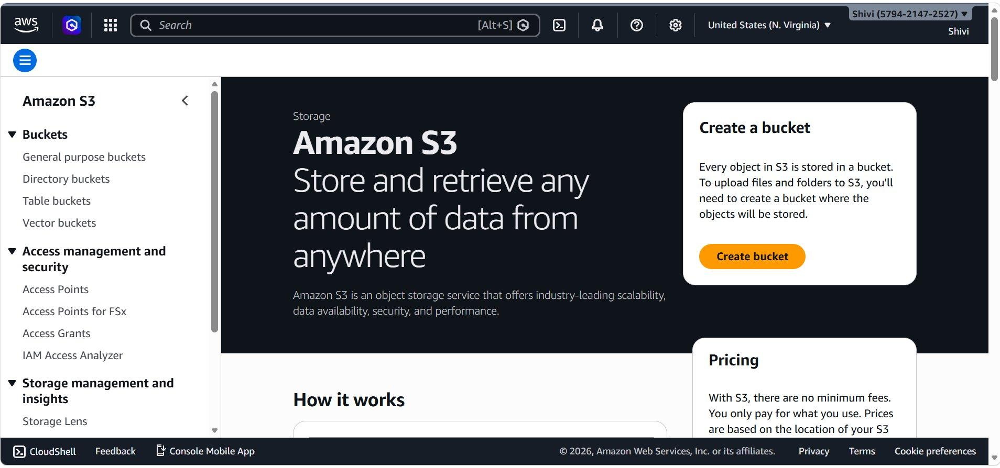 aws
Search
[Alt+S]
United States (N. Virginia)
Shivi (5794-2147-2527)
Shivi
Amazon S3
Buckets
General purpose buckets
Directory buckets
Table buckets
Vector buckets
Access management and
security
Access Points
Access Points for FSx
Access Grants
IAM Access Analyzer
Storage management and
insights
Storage Lens
Storage
Amazon S3
Store and retrieve any
amount of data from
anywhere
Amazon S3 is an object storage service that offers industry-leading scalability,
data availability, security, and performance.
Create a bucket
Every object in S3 is stored in a bucket.
To upload files and folders to S3, you'll
need to create a bucket where the
objects will be stored.
Create bucket
How it works
Pricing
With S3, there are no minimum fees.
You only pay for what you use. Prices
are based on the location of your S3
CloudShell
Feedback
Console Mobile App
© 2026, Amazon Web Services, Inc. or its affiliates.
Privacy
Terms
Cookie preferences